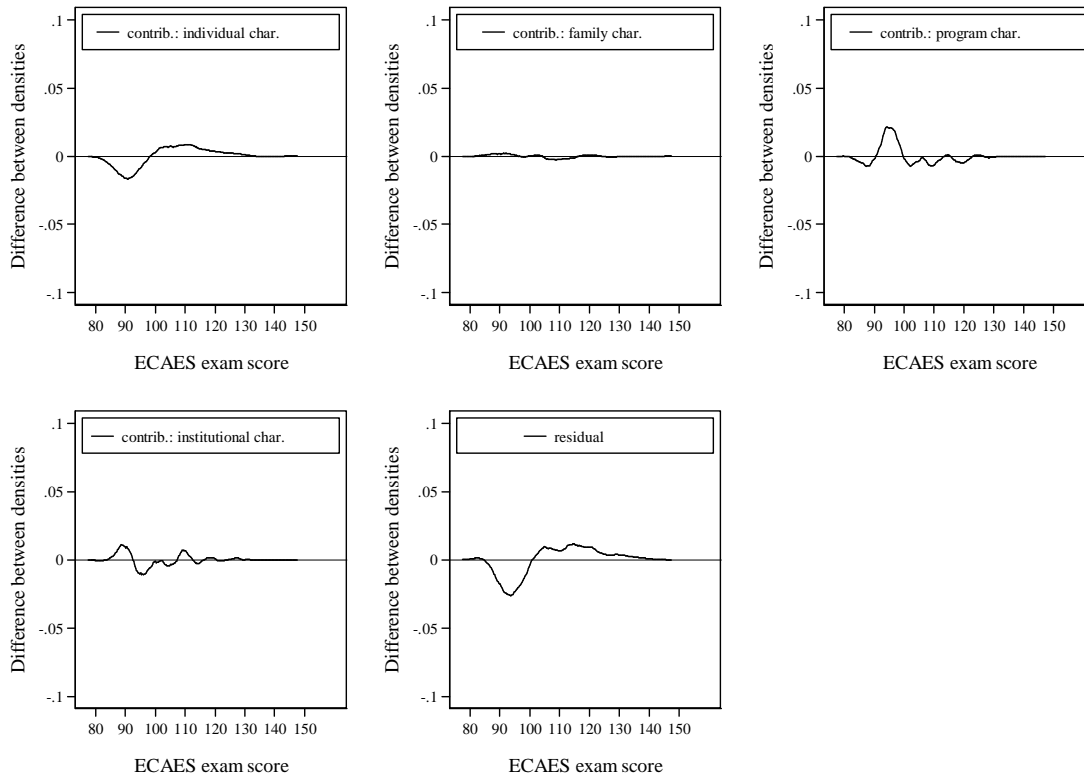 .1
contrib.: individual char.
.05
0
-.05
-.1
Difference between densities
80 90 100 110 120 130 140 150
ECAES exam score
.1
contrib.: family char.
.05
0
-.05
-.1
Difference between densities
80 90 100 110 120 130 140 150
ECAES exam score
.1
contrib.: program char.
.05
0
-.05
-.1
Difference between densities
80 90 100 110 120 130 140 150
ECAES exam score
.1
contrib.: institutional char.
.05
0
-.05
-.1
Difference between densities
80 90 100 110 120 130 140 150
ECAES exam score
.1
residual
.05
0
-.05
-.1
Difference between densities
80 90 100 110 120 130 140 150
ECAES exam score